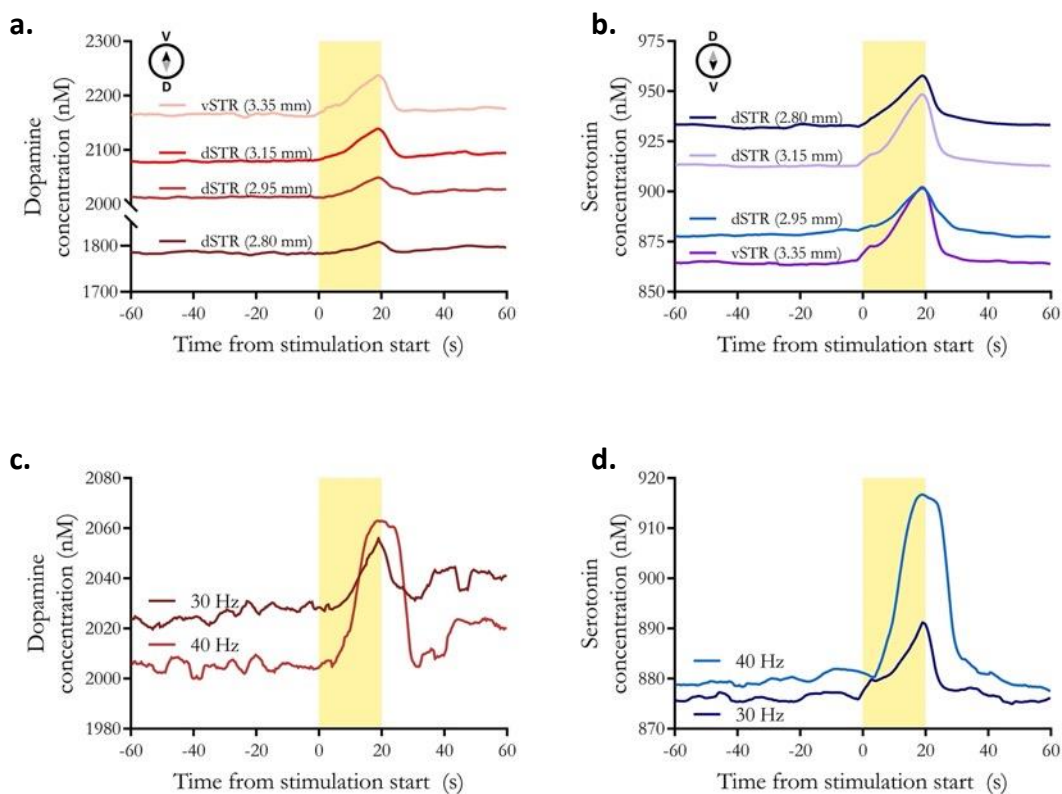 a.
V
D
Dopamine
concentration (nM)
2300
2200
2100
2000
1800
1700
vSTR (3.35 mm)
dSTR (3.15 mm)
dSTR (2.95 mm)
dSTR (2.80 mm)
-60 -40 -20 0 20 40 60
Time from stimulation start (s)
b.
D
V
Serotonin
concentration (nM)
975
950
925
900
875
850
dSTR (2.80 mm)
dSTR (3.15 mm)
dSTR (2.95 mm)
vSTR (3.35 mm)
-60 -40 -20 0 20 40 60
Time from stimulation start (s)
c.
Dopamine
concentration (nM)
2080
2060
2040
2020
2000
1980
30 Hz
40 Hz
-60 -40 -20 0 20 40 60
Time from stimulation start (s)
d.
Serotonin
concentration (nM)
920
910
900
890
880
870
40 Hz
30 Hz
-60 -40 -20 0 20 40 60
Time from stimulation start (s)